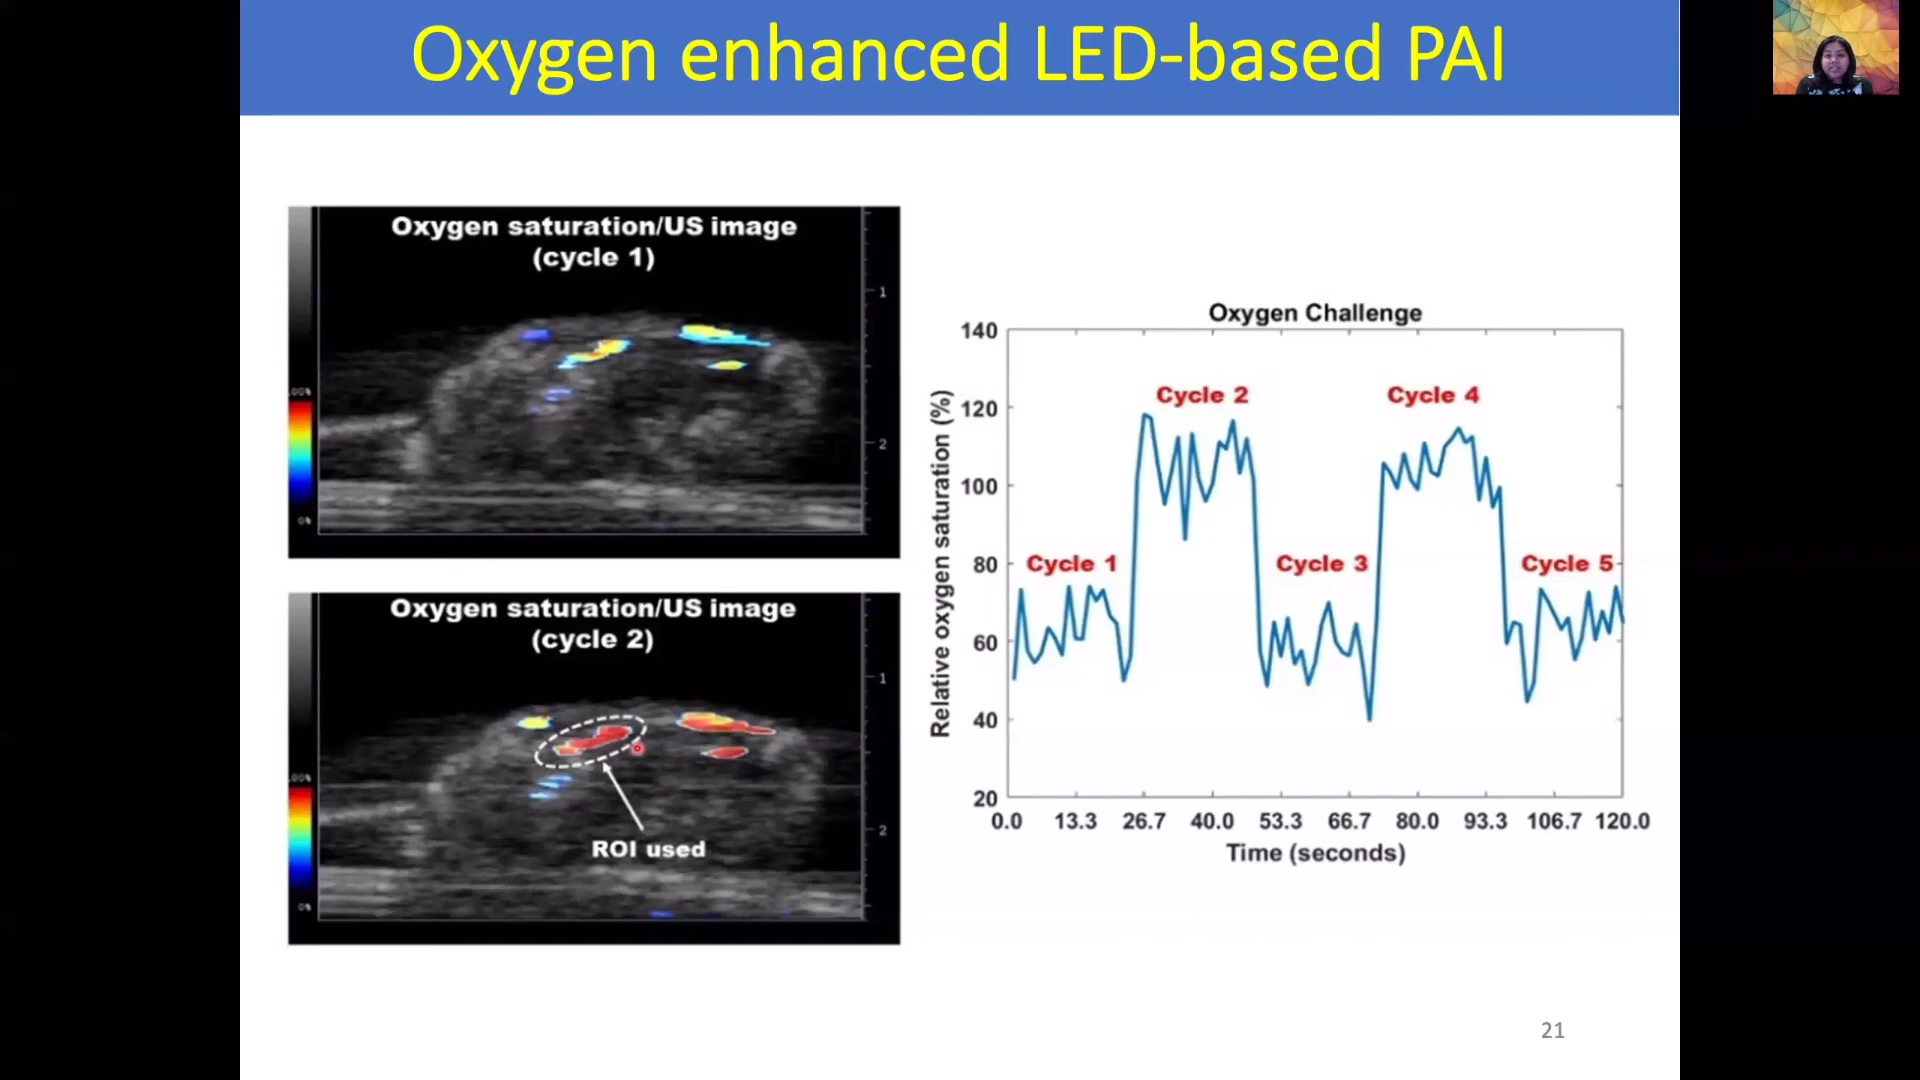 Oxygen enhanced LED-based PAI
Oxygen saturation/US image
(cycle 1)
1
2
0%
Oxygen saturation/US image
(cycle 2)
1
2
0%
ROI used
Oxygen Challenge
Relative oxygen saturation (%)
140
120
100
80
60
40
20
Cycle 1
Cycle 2
Cycle 3
Cycle 4
Cycle 5
0.0 13.3 26.7 40.0 53.3 66.7 80.0 93.3 106.7 120.0
Time (seconds)
21